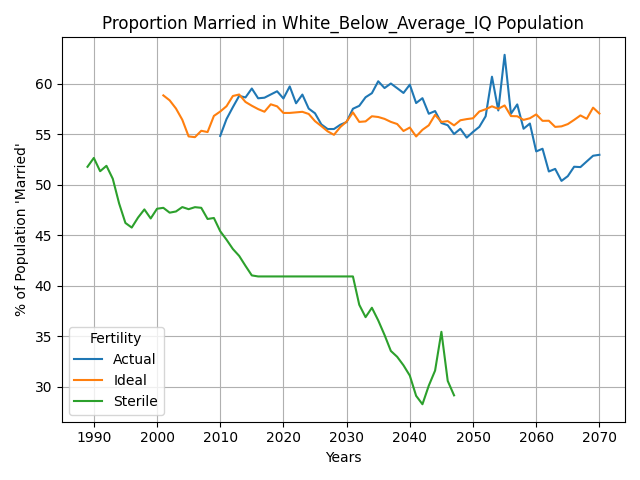 Proportion Married in White_Below_Average_IQ Population
% of Population 'Married'
60
55
50
45
40
35
30
Fertility
Actual
Ideal
Sterile
1990 2000 2010 2020 2030 2040 2050 2060 2070
Years